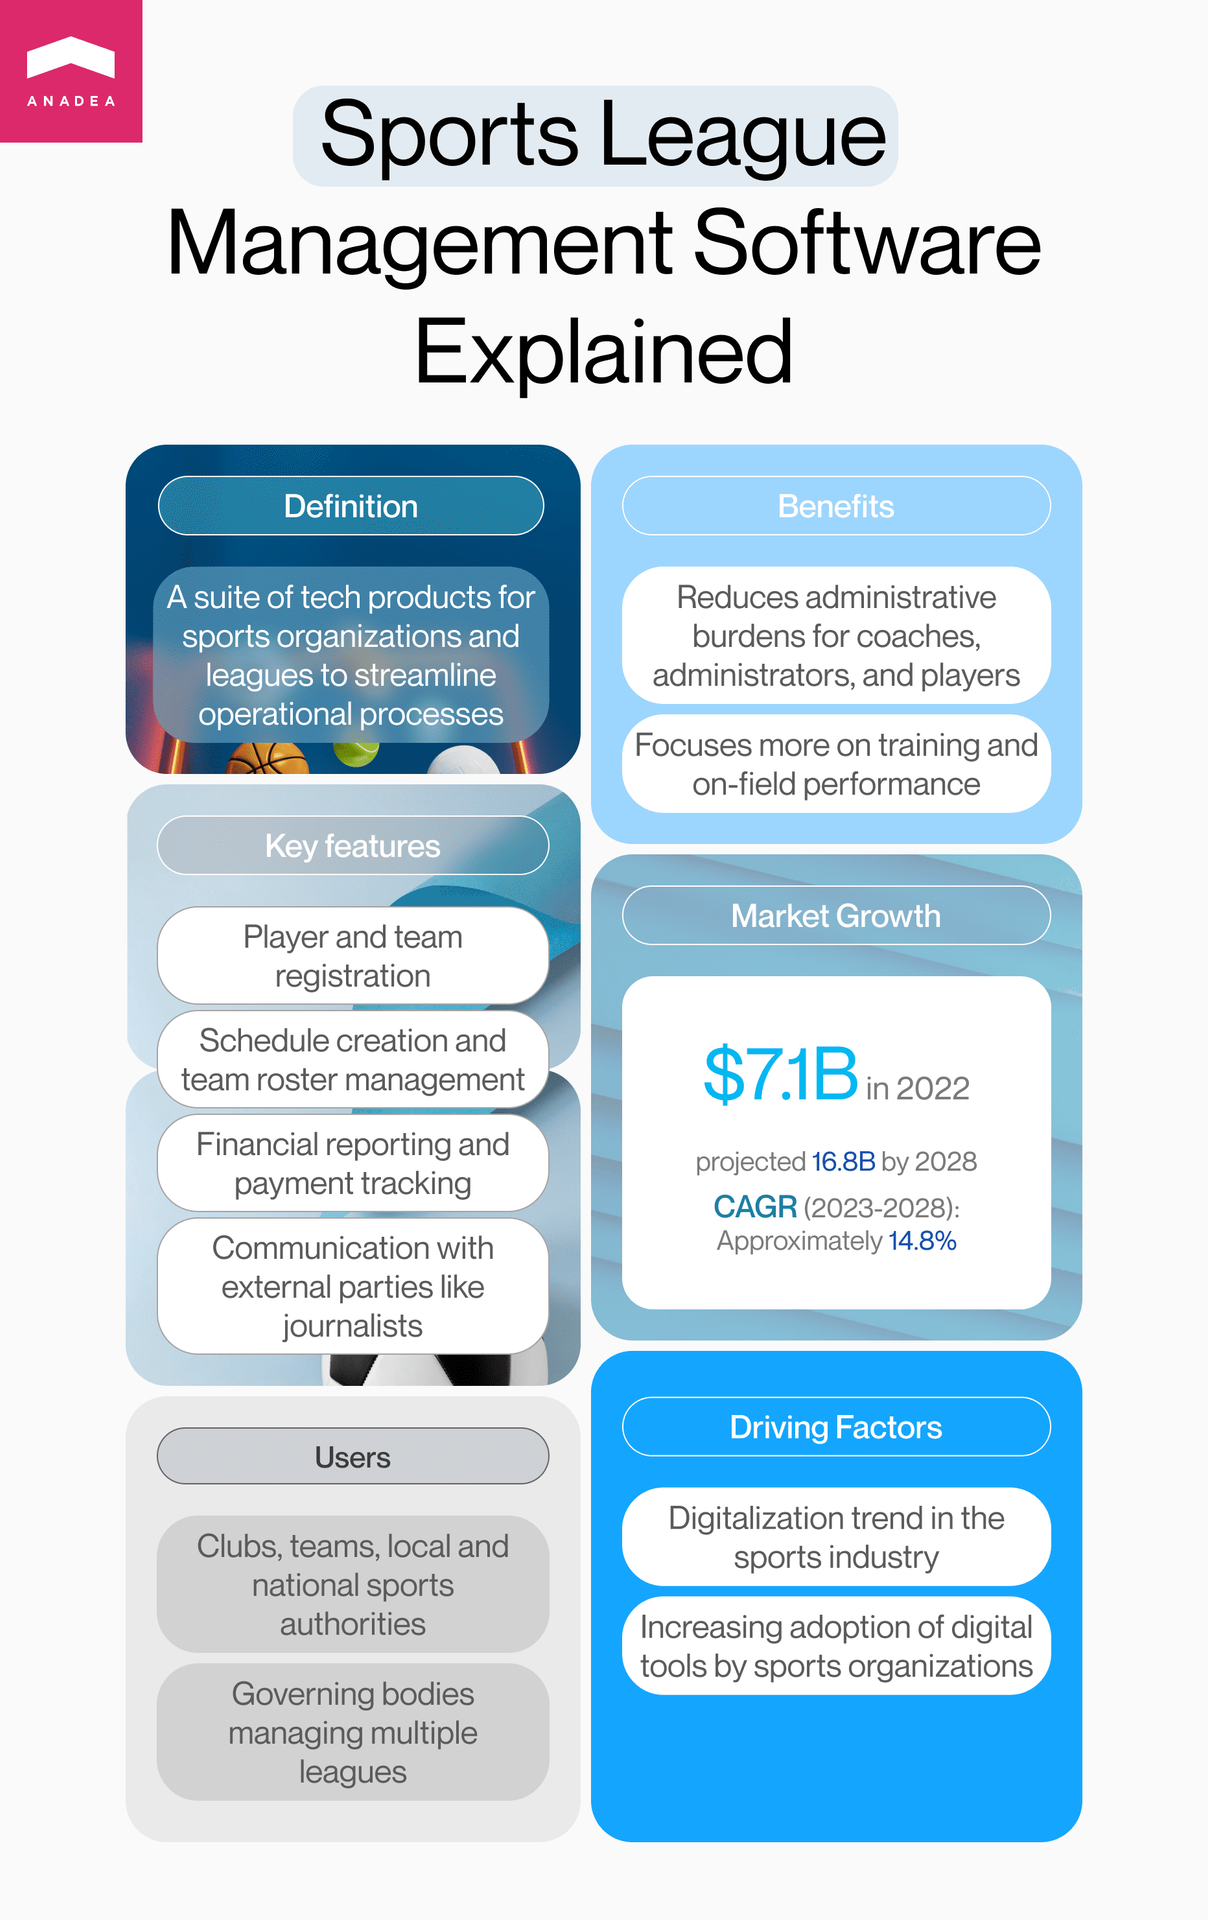 ANADEA
Sports League
Management Software
Explained
Definition
A suite of tech products for
sports organizations and
leagues to streamline
operational processes
Key features
Player and team
registration
Schedule creation and
team roster management
Financial reporting and
payment tracking
Communication with
external parties like
journalists
Users
Clubs, teams, local and
national sports
authorities
Governing bodies
managing multiple
leagues
Benefits
Reduces administrative
burdens for coaches,
administrators, and players
Focuses more on training and
on-field performance
Market Growth
$7.1B in 2022
projected 16.8B by 2028
CAGR (2023-2028):
Approximately 14.8%
Driving Factors
Digitalization trend in the
sports industry
Increasing adoption of digital
tools by sports organizations